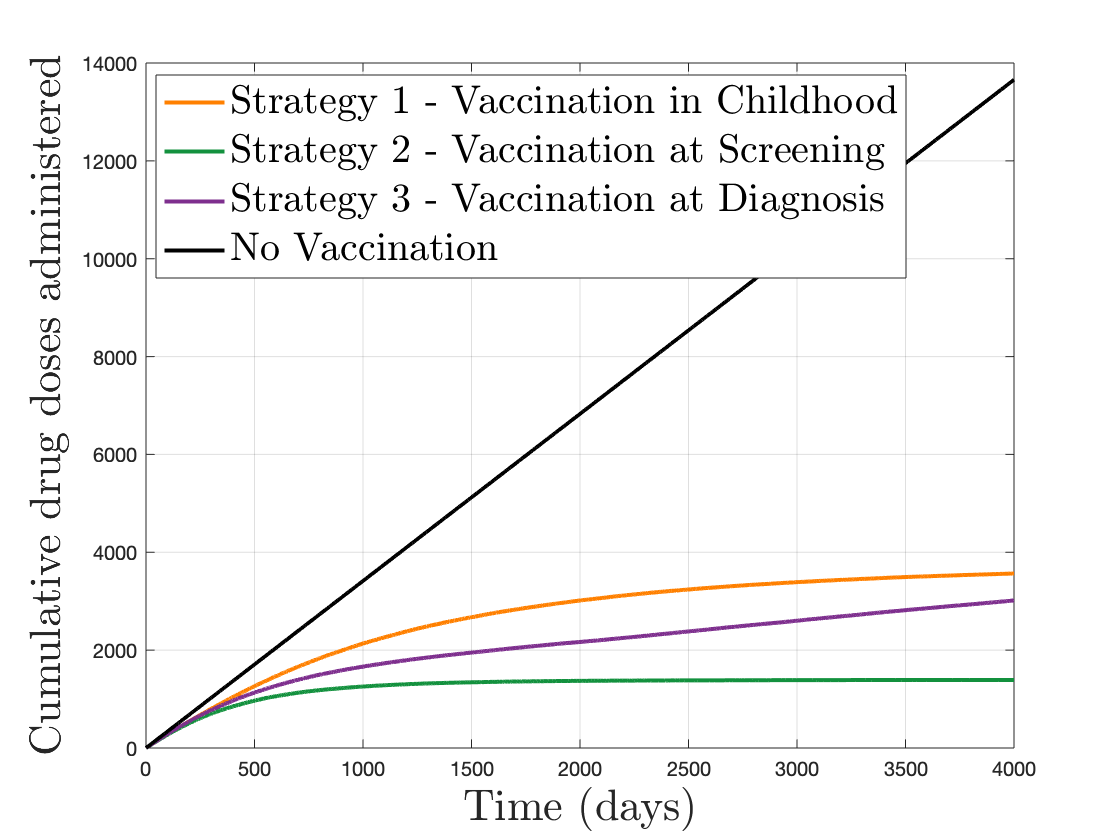 Cumulative drug doses administered
14000
12000
10000
8000
6000
4000
2000
0
Strategy 1 - Vaccination in Childhood
Strategy 2 - Vaccination at Screening
Strategy 3 - Vaccination at Diagnosis
No Vaccination
0 500 1000 1500 2000 2500 3000 3500 4000
Time (days)